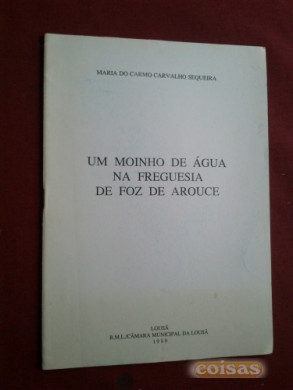 MARIA DO CARMO CARVALHO SEQUEIRA
UM MOINHO DE ÁGUA
NA FREGUESIA
DE FOZ DE AROUCE
LOUSÃ
B.M.L./CÂMARA MUNICIPAL DA LOUSÃ
coisas